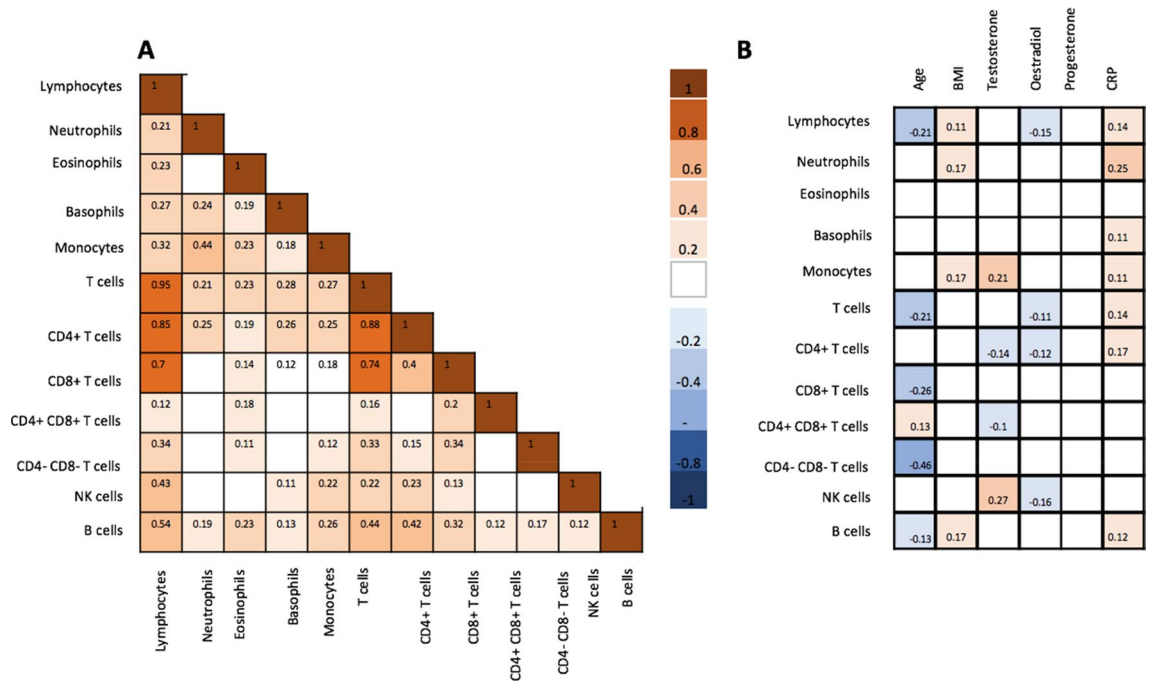 A
Lymphocytes 1
Neutrophils 0.21 1
Eosinophils 0.23 1
Basophils 0.27 0.24 0.19 1
Monocytes 0.32 0.44 0.23 0.18 1
T cells 0.95 0.21 0.23 0.28 0.27 1
CD4+ T cells 0.85 0.25 0.19 0.26 0.25 0.88 1
CD8+ T cells 0.7 0.14 0.12 0.18 0.74 0.4 1
CD4+ CD8+ T cells 0.12 0.18 0.16 0.2 1
CD4- CD8- T cells 0.34 0.11 0.12 0.33 0.15 0.34 1
NK cells 0.43 0.11 0.22 0.22 0.23 0.13 1
B cells 0.54 0.19 0.23 0.13 0.26 0.44 0.42 0.32 0.12 0.17 0.12 1
Lymphocytes
Neutrophils
Eosinophils
Basophils
Monocytes
T cells
CD4+ T cells
CD8+ T cells
CD4+ CD8+ T cells
CD4- CD8- T cells
NK cells
B cells
1
0.8
0.6
0.4
0.2
-0.2
-0.4
-
-0.8
-1
B
Age
BMI
Testosterone
Oestradiol
Progesterone
CRP
Lymphocytes -0.21 0.11 -0.15 0.14
Neutrophils 0.17 0.25
Eosinophils
Basophils 0.11
Monocytes 0.17 0.21 0.11
T cells -0.21 -0.11 0.14
CD4+ T cells -0.14 -0.12 0.17
CD8+ T cells -0.26
CD4+ CD8+ T cells 0.13 -0.1
CD4- CD8- T cells -0.46
NK cells 0.27 -0.16
B cells -0.13 0.17 0.12